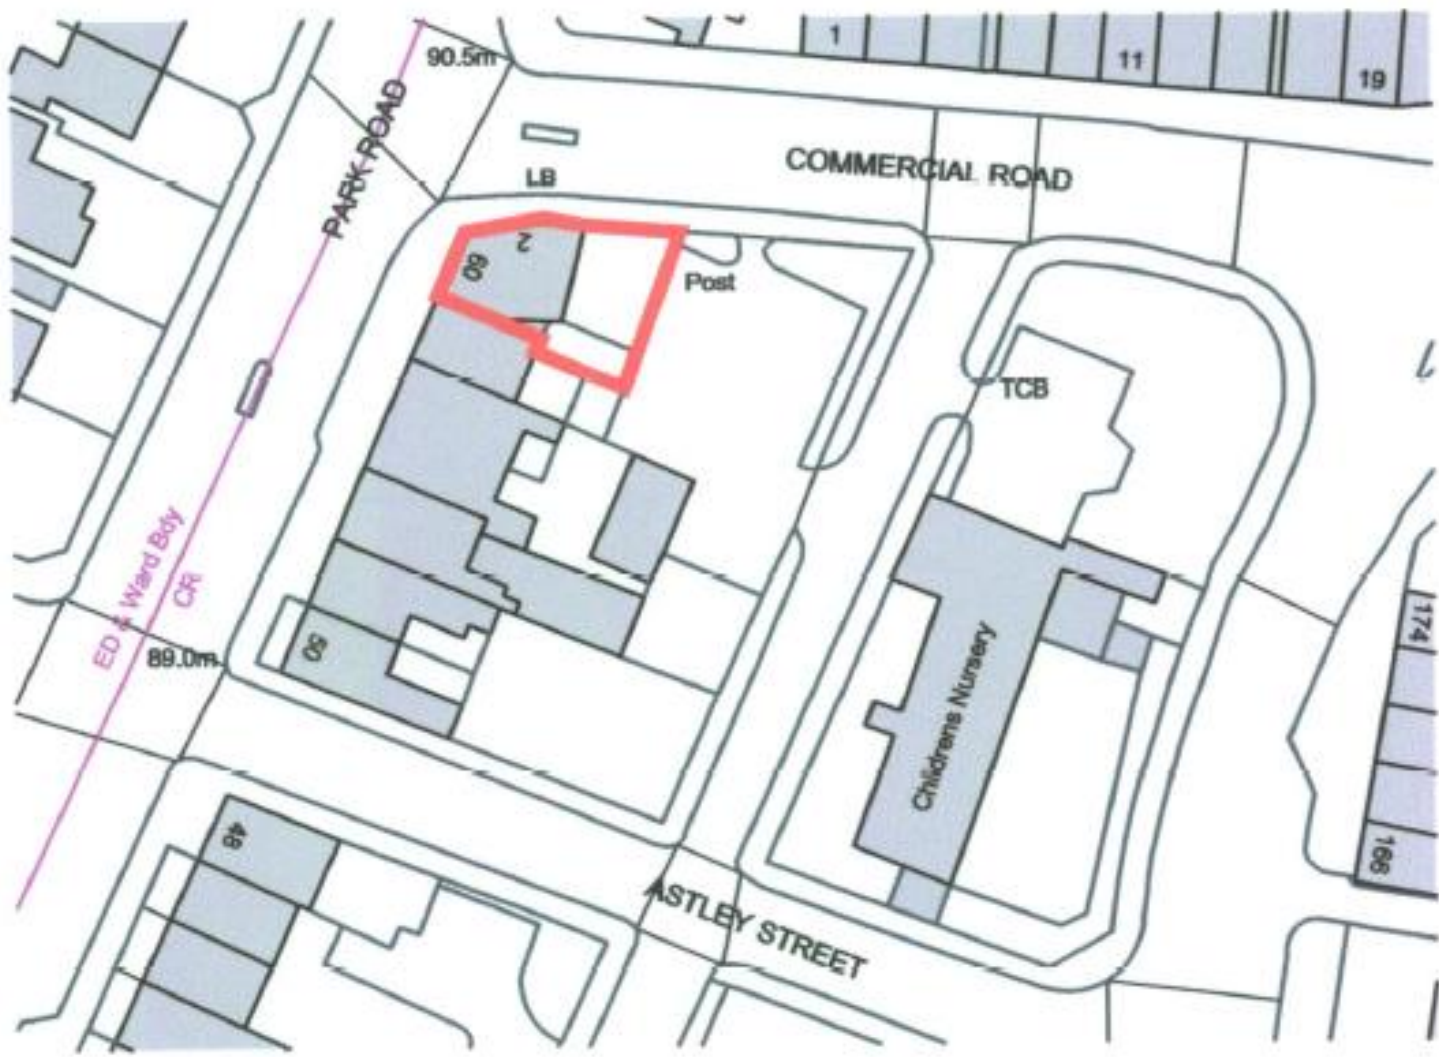 1
11
19
90.5m
PARK ROAD
COMMERCIAL ROAD
LB
2
60
Post
TCB
ED & Ward Bdy
CR
89.0m
50
Childrens Nursery
174
166
48
ASTLEY STREET